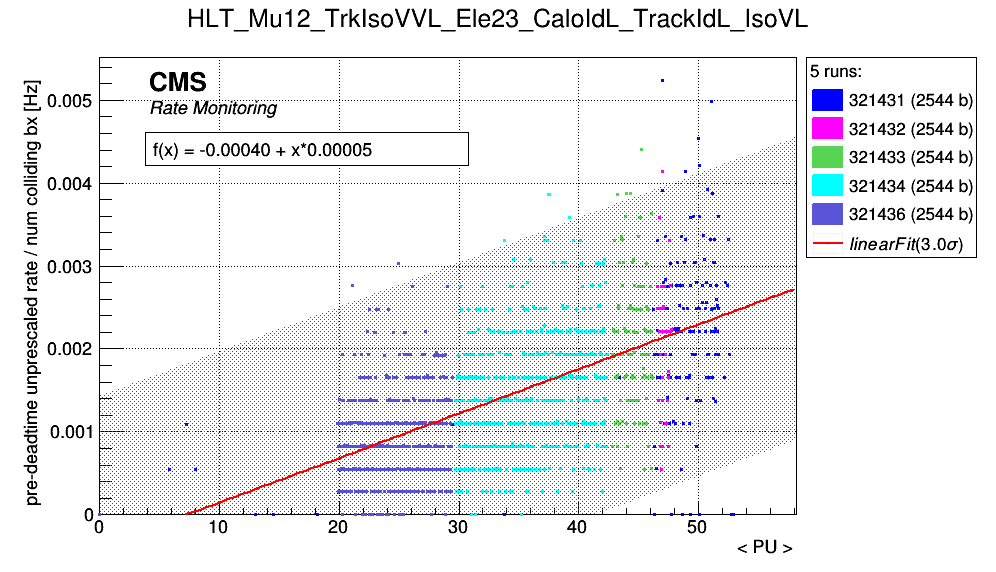 HLT_Mu12_TrkIsoVVL_Ele23_CaloIdL_TrackIdL_IsoVL
pre-deadtime unprescaled rate / num colliding bx [Hz]
CMS
Rate Monitoring
f(x) = -0.00040 + x*0.00005
0.005
0.004
0.003
0.002
0.001
0
0 10 20 30 40 50
< PU >
5 runs:
321431 (2544 b)
321432 (2544 b)
321433 (2544 b)
321434 (2544 b)
321436 (2544 b)
linearFit(3.0σ)